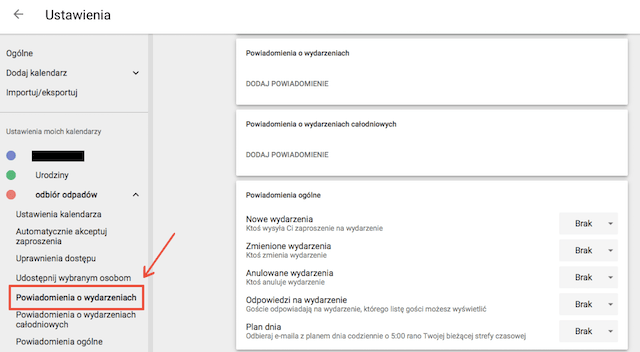 Ustawienia
Ogólne
Dodaj kalendarz
Importuj/eksportuj
Ustawienia moich kalendarzy
Urodziny
odbiór odpadów
Ustawienia kalendarza
Automatycznie akceptuj
zaproszenia
Uprawnienia dostępu
Udostępnij wybranym osobom
Powiadomienia o wydarzeniach
Powiadomienia o wydarzeniach
całodniowych
Powiadomienia ogólne
Powiadomienia o wydarzeniach
DODAJ POWIADOMIENIE
Powiadomienia o wydarzeniach całodniowych
DODAJ POWIADOMIENIE
Powiadomienia ogólne
Nowe wydarzenia
Ktoś wysyła Ci zaproszenie na wydarzenie
Brak
Zmienione wydarzenia
Ktoś zmienia wydarzenie
Brak
Anulowane wydarzenia
Ktoś anuluje wydarzenie
Brak
Odpowiedzi na wydarzenie
Goście odpowiadają na wydarzenie, którego listę gości możesz wyświetlić
Brak
Plan dnia
Odbieraj e-maila z planem dnia codziennie o 5:00 rano Twojej bieżącej strefy czasowej
Brak